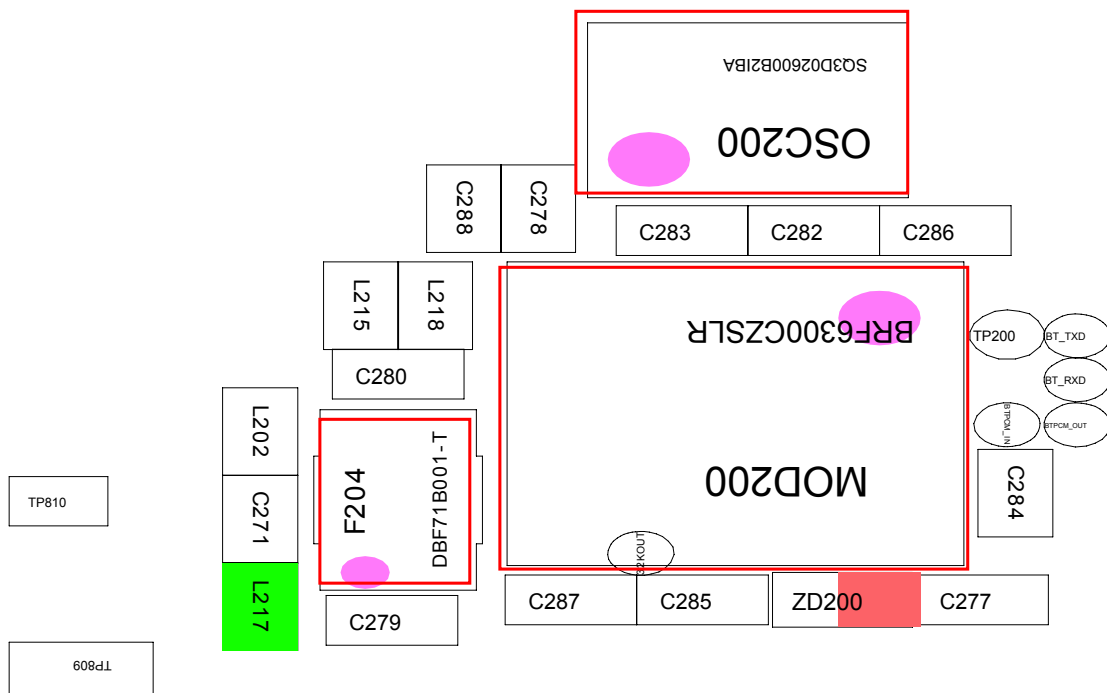 SQ3D02600B2IBA
OSC200
C288
C278
C283
C282
C286
L215
L218
BRF6300CZSLR
TP200
BT_TXD
C280
BT_RXD
L202
BTPCM_IN
BTPCM_OUT
F204
DBF71B001-T
MOD200
C284
TP810
C271
32KOUT
L217
C279
C287
C285
ZD200
C277
TP809